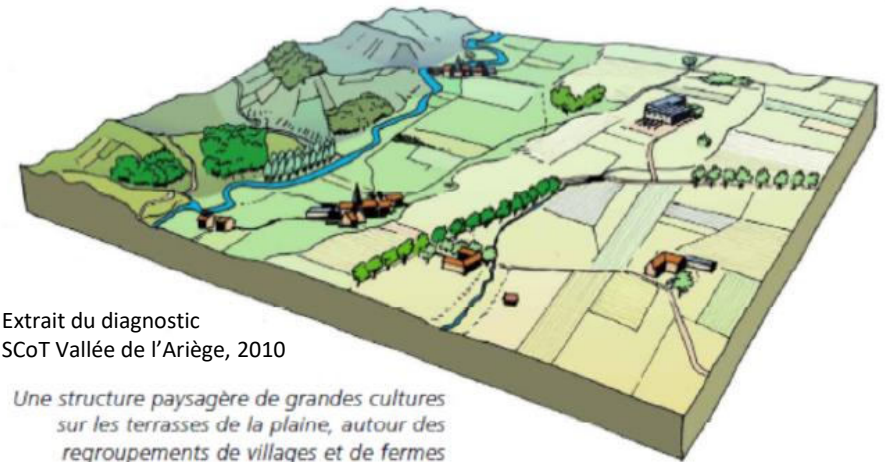 Extrait du diagnostic
SCoT Vallée de l’Ariège, 2010
Une structure paysagère de grandes cultures
sur les terrasses de la plaine, autour des
regroupements de villages et de fermes